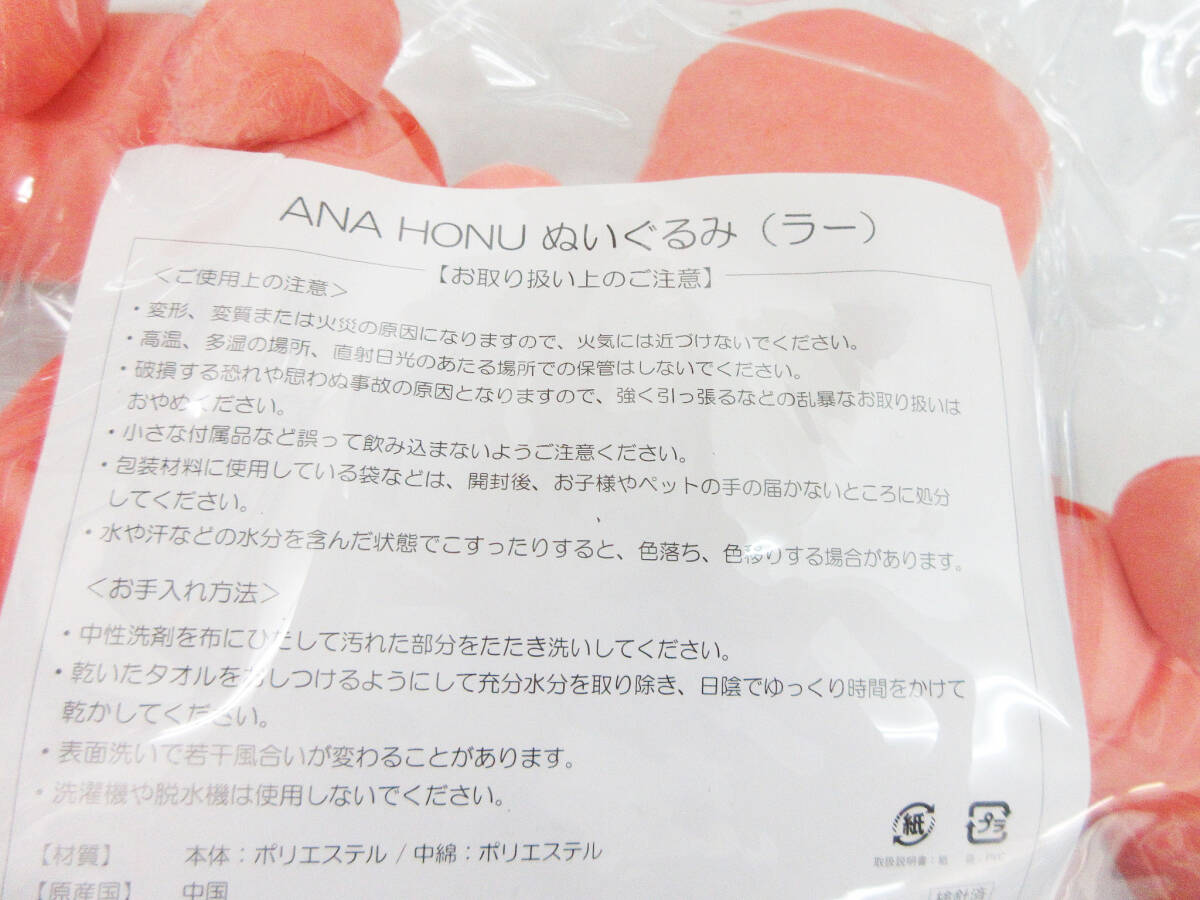 ANA HONU ぬいぐるみ（ラー）
【お取り扱い上のご注意】
＜ご使用上の注意＞
・変形、変質または火災の原因になりますので、火気には近づけないでください。
・高温、多湿の場所、直射日光のあたる場所での保管はしないでください。
・破損する恐れや思わぬ事故の原因となりますので、強く引っ張るなどの乱暴なお取り扱いは
おやめください。
・小さな付属品など誤って飲み込まないようご注意ください。
・包装材料に使用している袋などは、開封後、お子様やペットの手の届かないところに処分
してください。
・水や汗などの水分を含んだ状態でこすったりすると、色落ち、色移りする場合があります。
＜お手入れ方法＞
・中性洗剤を布にひたして汚れた部分をたたき洗いしてください。
・乾いたタオルをおしつけるようにして充分水分を取り除き、日陰でゆっくり時間をかけて
乾かしてください。
・表面洗いで若干風合いが変わることがあります。
・洗濯機や脱水機は使用しないでください。
紙 プラ
取扱説明書：紙 袋：PVC
【材質】 本体：ポリエステル / 中綿：ポリエステル
【原産国】 中国
検針済